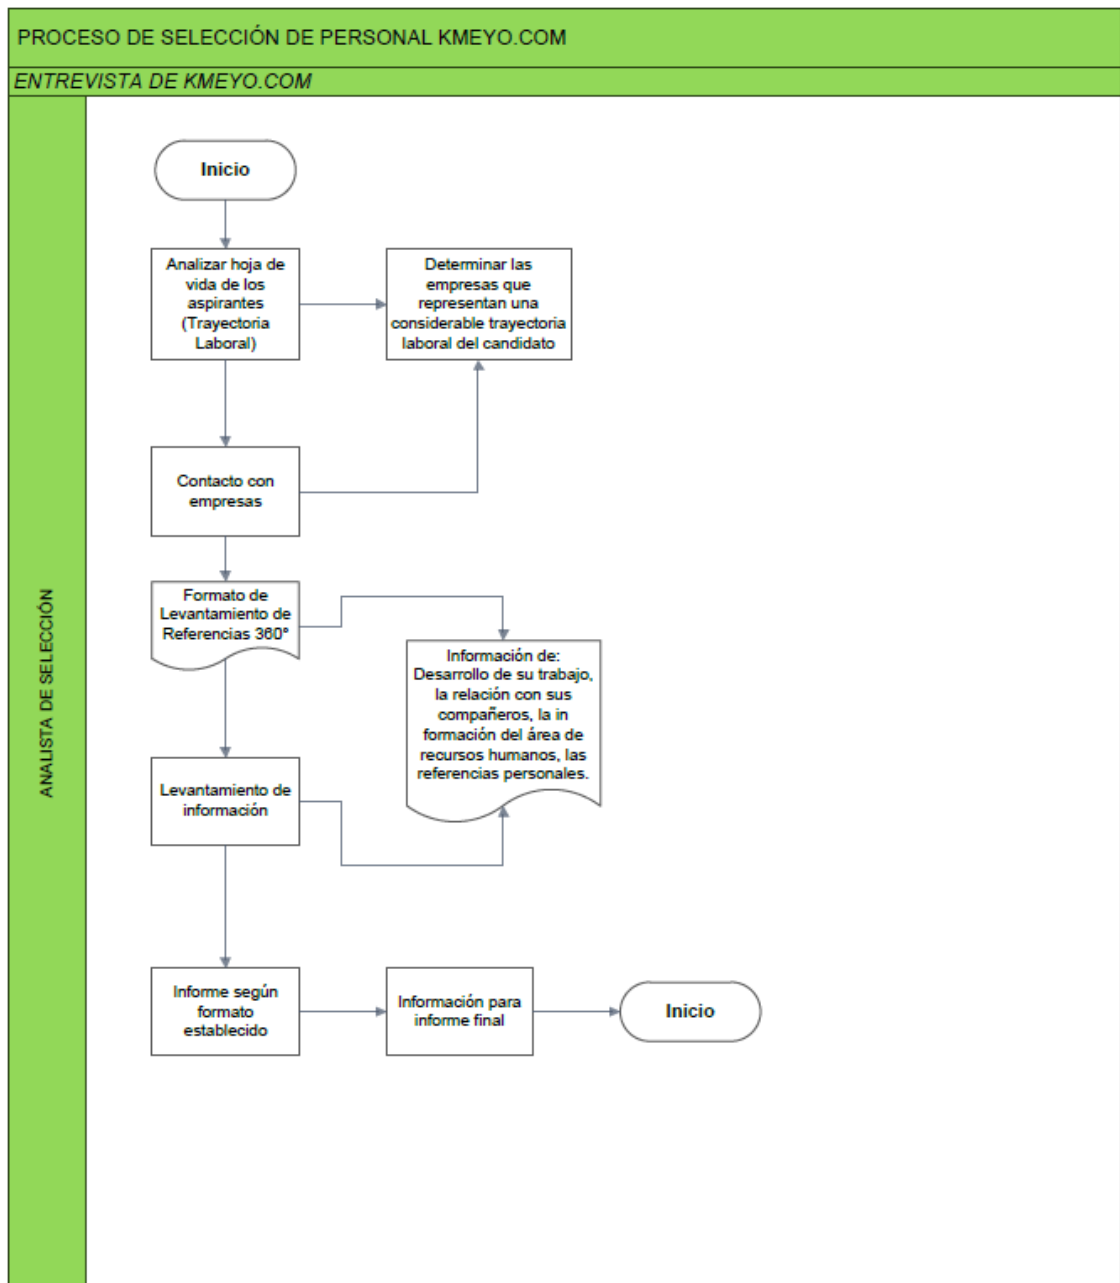 PROCESO DE SELECCIÓN DE PERSONAL KMEYO.COM
ENTREVISTA DE KMEYO.COM
ANALISTA DE SELECCIÓN
Inicio
Analizar hoja de
vida de los
aspirantes
(Trayectoria
Laboral)
Determinar las
empresas que
representan una
considerable trayectoria
laboral del candidato
Contacto con
empresas
Formato de
Levantamiento de
Referencias 360°
Información de:
Desarrollo de su trabajo,
la relación con sus
compañeros, la in
formación del área de
recursos humanos, las
referencias personales.
Levantamiento de
información
Informe según
formato
establecido
Información para
informe final
Inicio